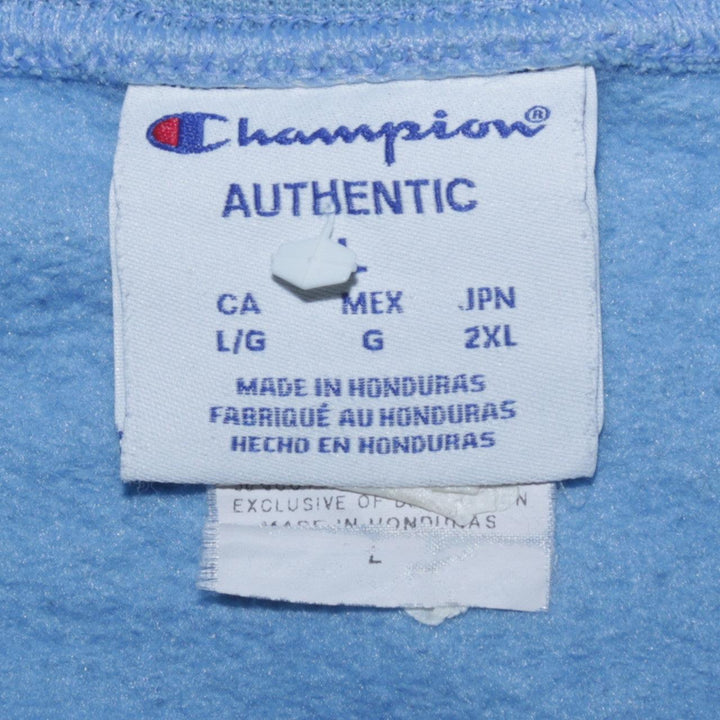 Champion®
AUTHENTIC
L
CA MEX JPN
L/G G 2XL
MADE IN HONDURAS
FABRIQUÉ AU HONDURAS
HECHO EN HONDURAS
EXCLUSIVE OF
MADE IN HONDURAS
L